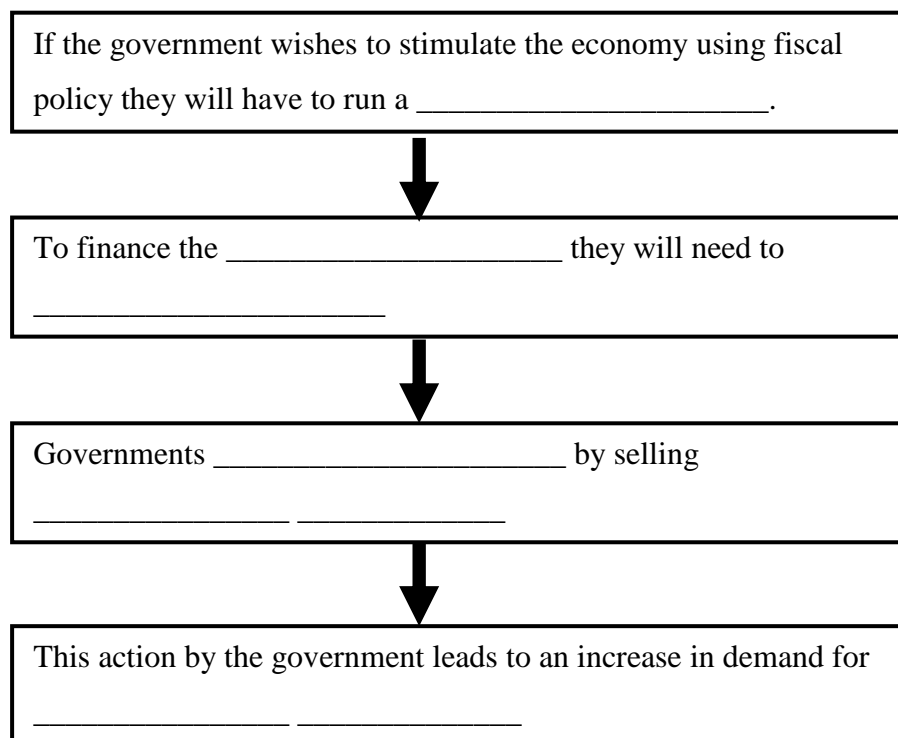 If the government wishes to stimulate the economy using fiscal
policy they will have to run a ______________________.
To finance the _____________________ they will need to
______________________
Governments ______________________ by selling
________________ _____________
This action by the government leads to an increase in demand for
________________ ______________